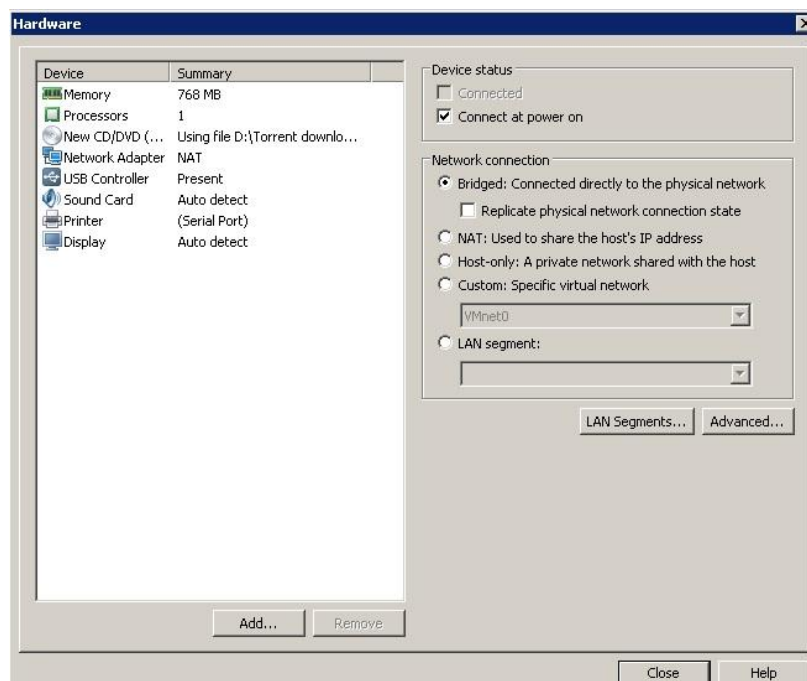 Hardware
Device Summary
Memory 768 MB
Processors 1
New CD/DVD (... Using file D:\Torrent downlo...
Network Adapter NAT
USB Controller Present
Sound Card Auto detect
Printer (Serial Port)
Display Auto detect
Add... Remove
Device status
Connected
Connect at power on
Network connection
Bridged: Connected directly to the physical network
Replicate physical network connection state
NAT: Used to share the host's IP address
Host-only: A private network shared with the host
Custom: Specific virtual network
VMnet0
LAN segment:
LAN Segments... Advanced...
Close Help